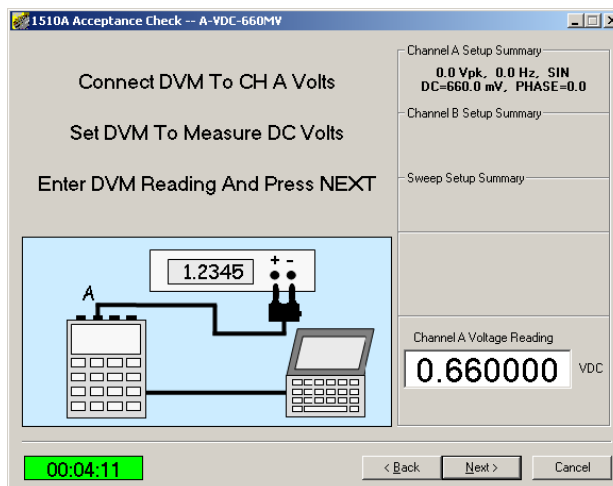 1510A Acceptance Check -- A-VDC-660MV
Connect DVM To CH A Volts
Set DVM To Measure DC Volts
Enter DVM Reading And Press NEXT
Channel A Setup Summary
0.0 Vpk, 0.0 Hz, SIN
DC=660.0 mV, PHASE=0.0
Channel B Setup Summary
Sweep Setup Summary
+ -
1.2345
A
Channel A Voltage Reading
0.660000 VDC
00:04:11
< Back
Next >
Cancel